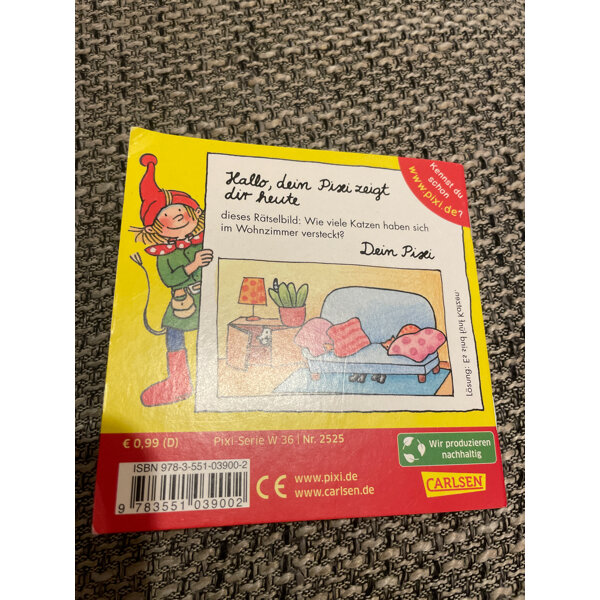 Kennst du
schon
www.pixi.de?
Hallo, dein Pixi zeigt
dir heute
dieses Rätselbild: Wie viele Katzen haben sich
im Wohnzimmer versteckt?
Dein Pixi
Lösung: Es sind fünf Katzen.
€ 0,99 (D)
Pixi-Serie W 36 | Nr. 2525
Wir produzieren
nachhaltig
ISBN 978-3-551-03900-2
9 783551 039002
CE
www.pixi.de
www.carlsen.de
CARLSEN